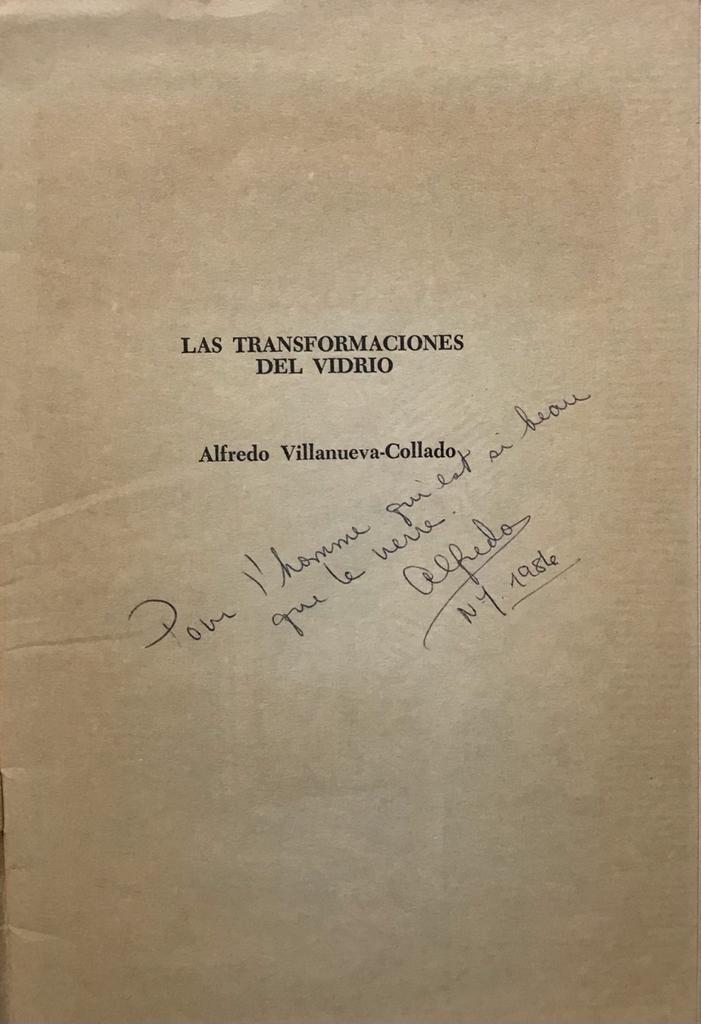 LAS TRANSFORMACIONES
DEL VIDRIO
Alfredo Villanueva-Collado
Pour l'homme qui est si beau
que le verre.
Alfredo
NY. 1986